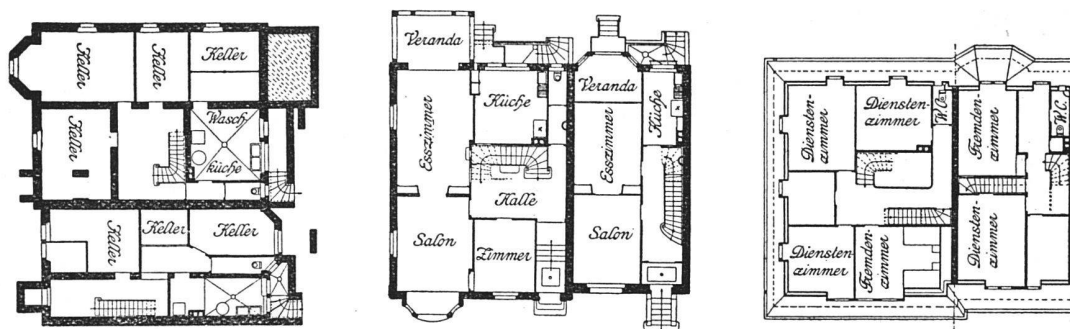 Keller
Keller
Keller
Keller
Wasch
küche
Keller
Keller
Keller
Veranda
Esszimmer
Küche
Halle
Salon
Zimmer
Veranda
Esszimmer
Küche
Salon
Diensten-
zimmer
Diensten-
zimmer
W.C.
Diensten-
zimmer
Fremden-
zimmer
Fremden-
zimmer
W.C.
Diensten-
zimmer